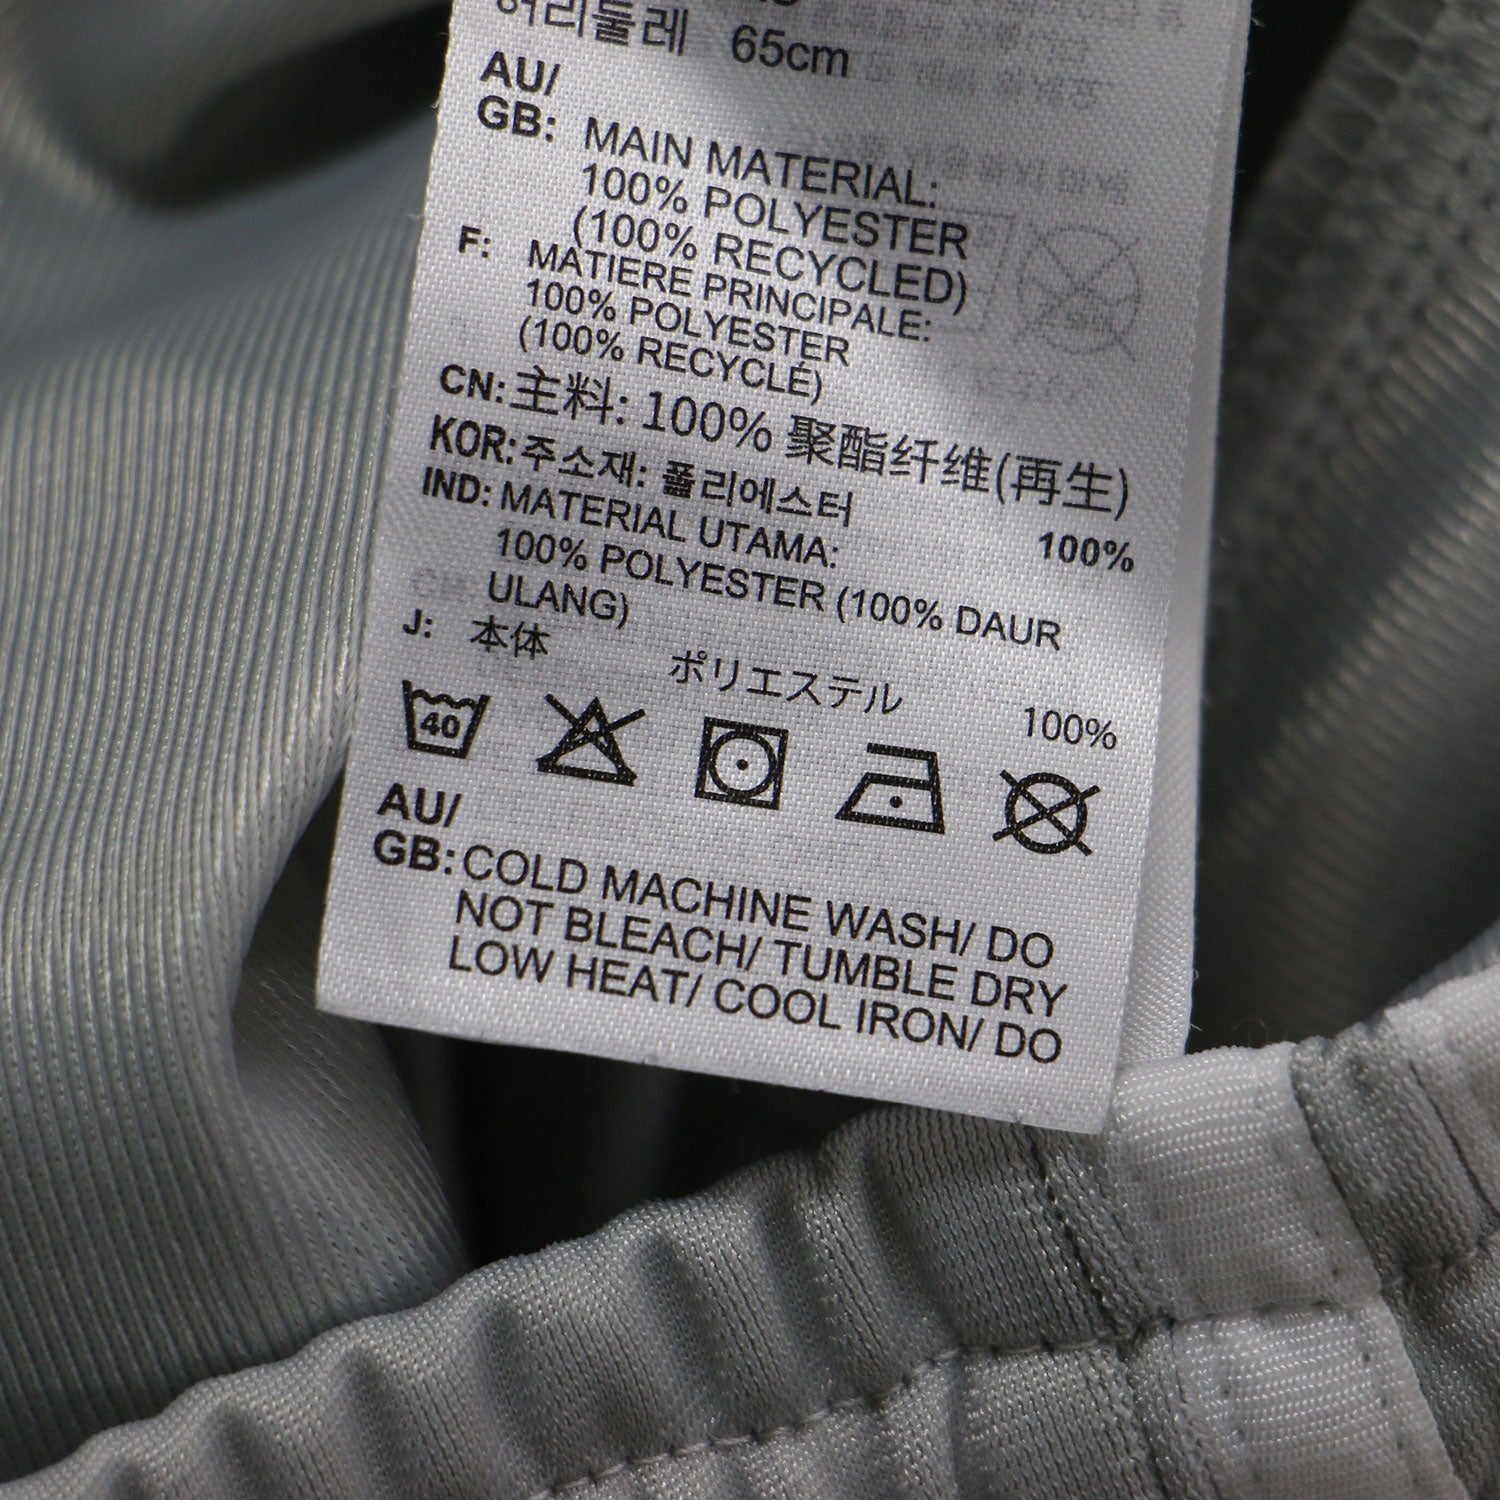 허리둘레 65cm
AU/
GB: MAIN MATERIAL:
100% POLYESTER
(100% RECYCLED)
F: MATIERE PRINCIPALE:
100% POLYESTER
(100% RECYCLÉ)
CN: 主料: 100% 聚酯纤维(再生)
KOR: 주소재: 폴리에스터
100%
IND: MATERIAL UTAMA:
100% POLYESTER (100% DAUR
ULANG)
J: 本体 ポリエステル 100%
40
AU/
GB: COLD MACHINE WASH/ DO
NOT BLEACH/ TUMBLE DRY
LOW HEAT/ COOL IRON/ DO